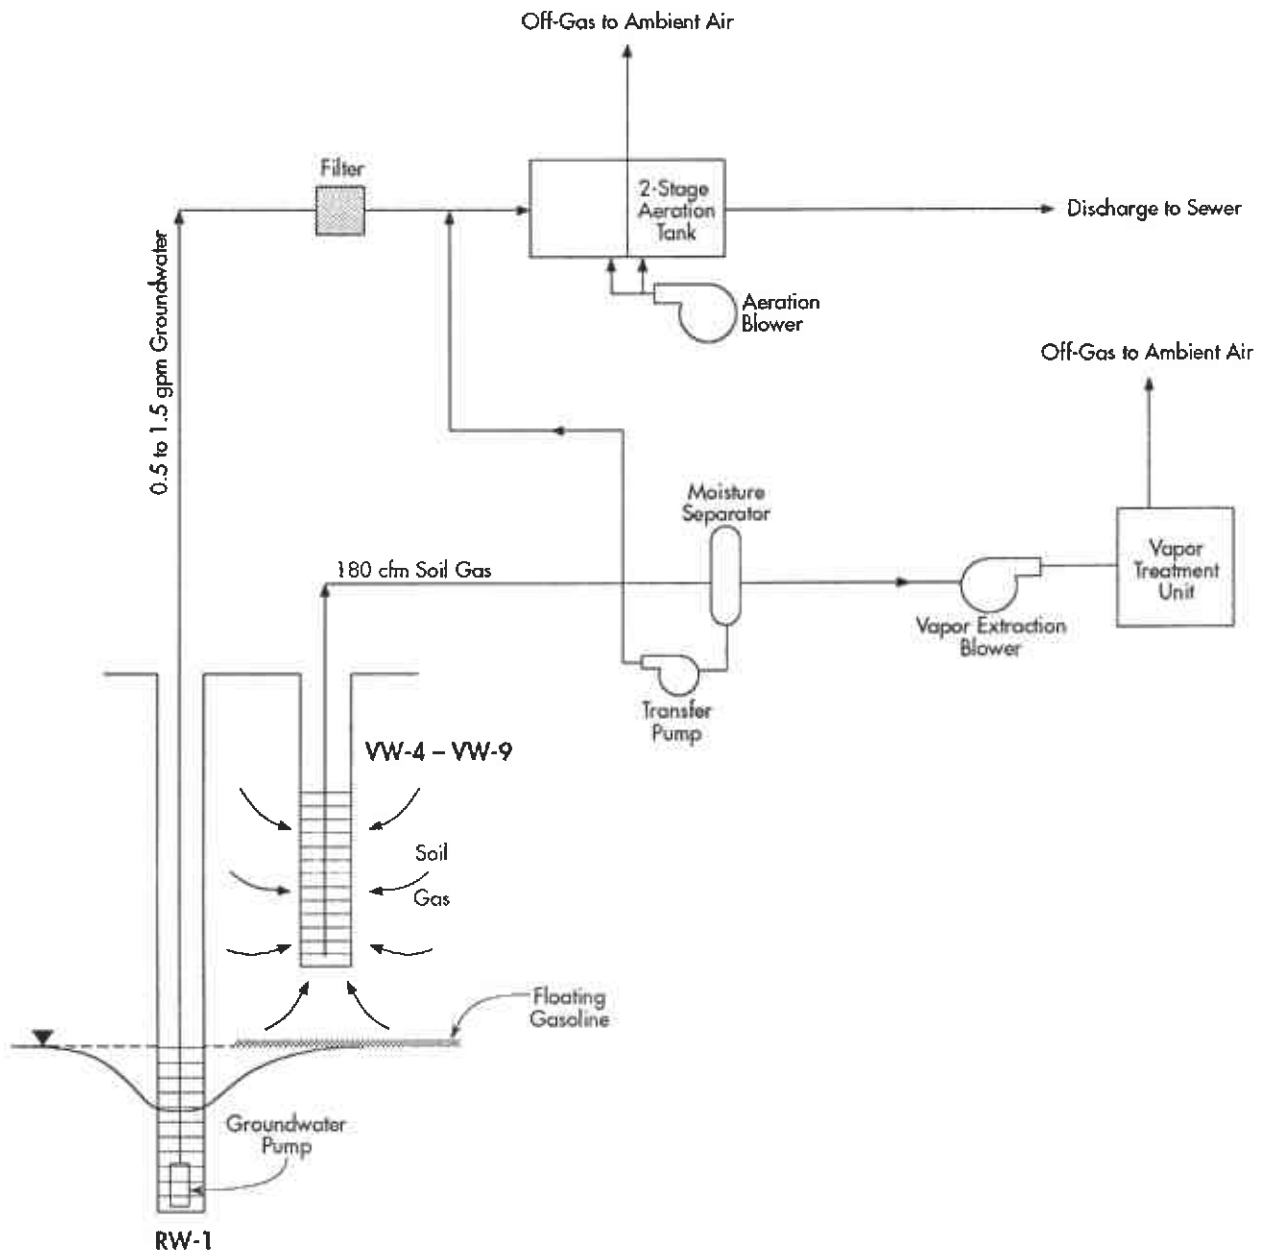 Off-Gas to Ambient Air
Filter
2-Stage
Aeration
Tank
Discharge to Sewer
Aeration
Blower
0.5 to 1.5 gpm Groundwater
Off-Gas to Ambient Air
Moisture
Separator
180 cfm Soil Gas
Vapor
Treatment
Unit
Vapor Extraction
Blower
Transfer
Pump
VW-4 – VW-9
Soil
Gas
Floating
Gasoline
Groundwater
Pump
RW-1